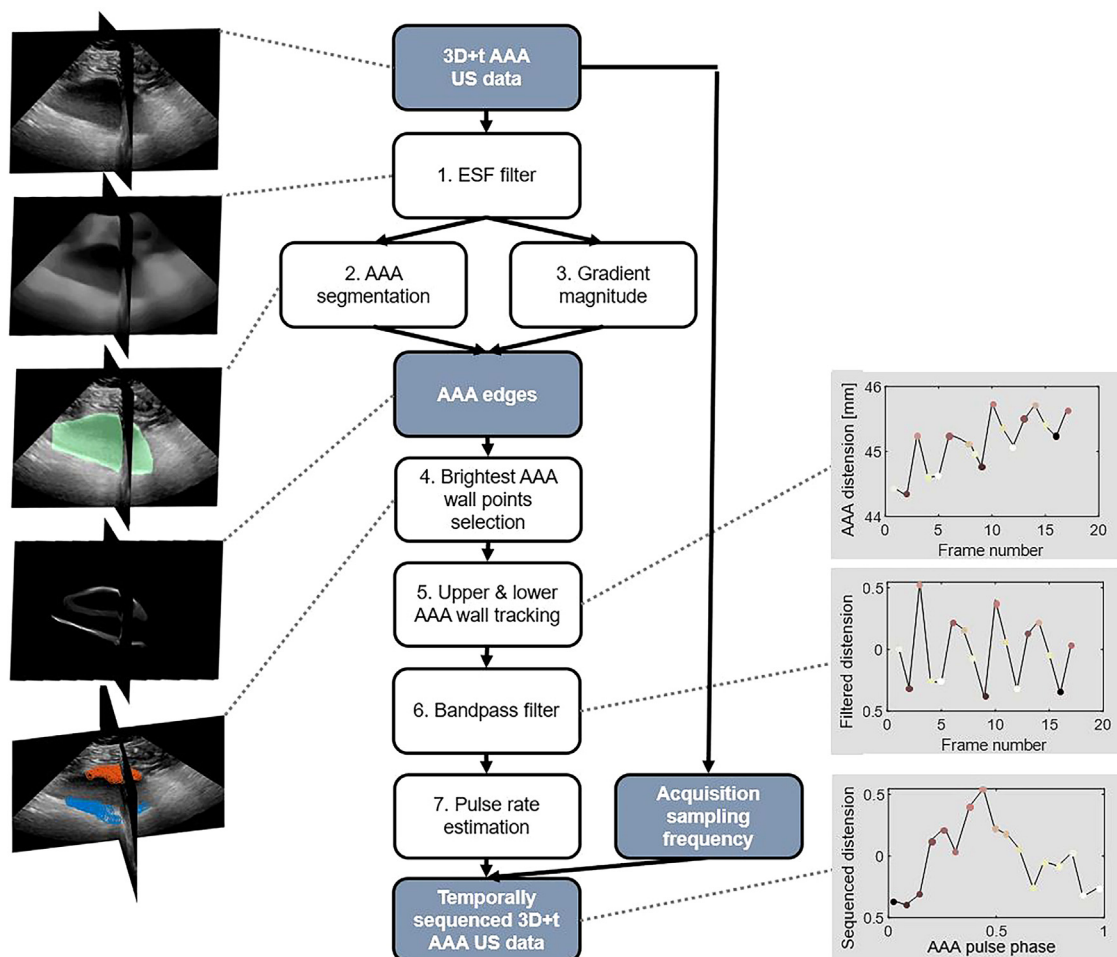 3D+t AAA
US data
1. ESF filter
2. AAA
segmentation
3. Gradient
magnitude
AAA edges
4. Brightest AAA
wall points
selection
5. Upper & lower
AAA wall tracking
6. Bandpass filter
7. Pulse rate
estimation
Acquisition
sampling
frequency
Temporally
sequenced 3D+t
AAA US data
AAA distension [mm]
46
45
44
0
5
10
15
20
Frame number
Filtered distension
0.5
0
0.5
0
5
10
15
20
Frame number
Sequenced distension
0.5
0
0.5
0
0.5
1
AAA pulse phase